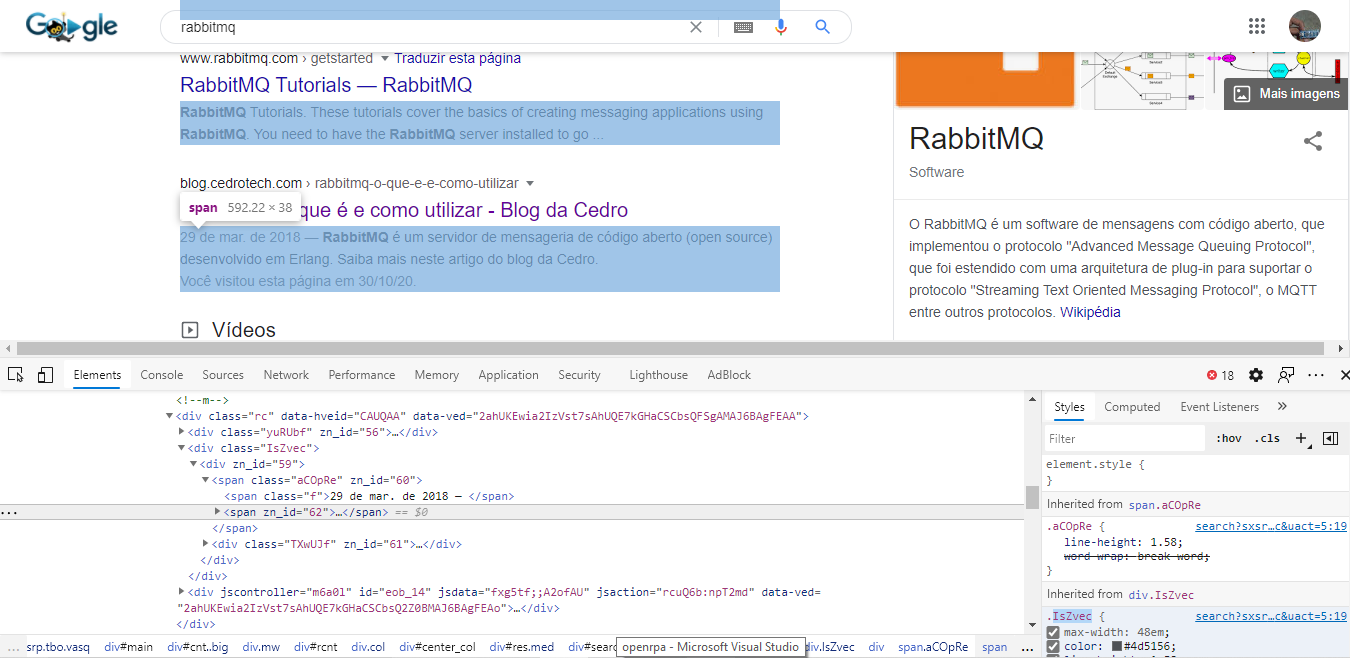 Google
rabbitmq
www.rabbitmq.com › getstarted Traduzir esta página
RabbitMQ Tutorials — RabbitMQ
RabbitMQ Tutorials. These tutorials cover the basics of creating messaging applications using
RabbitMQ. You need to have the RabbitMQ server installed to go ...
blog.cedrotech.com › rabbitmq-o-que-e-e-como-utilizar
span 592.22 × 38
que é e como utilizar - Blog da Cedro
29 de mar. de 2018 — RabbitMQ é um servidor de mensageria de código aberto (open source)
desenvolvido em Erlang. Saiba mais neste artigo do blog da Cedro.
Você visitou esta página em 30/10/20.
Vídeos
Mais imagens
RabbitMQ
Software
O RabbitMQ é um software de mensagens com código aberto, que
implementou o protocolo "Advanced Message Queuing Protocol",
que foi estendido com uma arquitetura de plug-in para suportar o
protocolo "Streaming Text Oriented Messaging Protocol", o MQTT
entre outros protocolos. Wikipédia
Elements Console Sources Network Performance Memory Application Security Lighthouse AdBlock 18
<!--m-->
<div class="rc" data-hveid="CAUQAA" data-ved="2ahUKEwia2IzVst7sAhUQE7kGHaCSCbsQFSgAMAJ6BAgFEAA">
<div class="yuRUbf" zn_id="56">…</div>
<div class="IsZvec">
<div zn_id="59">
<span class="aCOpRe" zn_id="60">
<span class="f">29 de mar. de 2018 — </span>
... <span zn_id="62">…</span> == $0
</span>
<div class="TXwUJf" zn_id="61">…</div>
</div>
</div>
<div jscontroller="m6a01" id="eob_14" jsdata="fxg5tf;;A2ofAU" jsaction="rcuQ6b:npT2md" data-ved=
"2ahUKEwia2IzVst7sAhUQE7kGHaCSCbsQ2Z0BMAJ6BAgFEAo">…</div>
</div>
... srp.tbo.vasq div#main div#cnt..big div.mw div#rcnt div.col div#center_col div#res.med div#searc openrpa - Microsoft Visual Studio div.IsZvec div span.aCOpRe span ...
Styles Computed Event Listeners »
Filter :hov .cls +
element.style {
}
Inherited from span.aCOpRe
.aCOpRe { search?sxsr…c&uact=5:19
line-height: 1.58;
word-wrap: break-word;
}
Inherited from div.IsZvec
.IsZvec { search?sxsr…c&uact=5:19
max-width: 48em;
color: #4d5156;